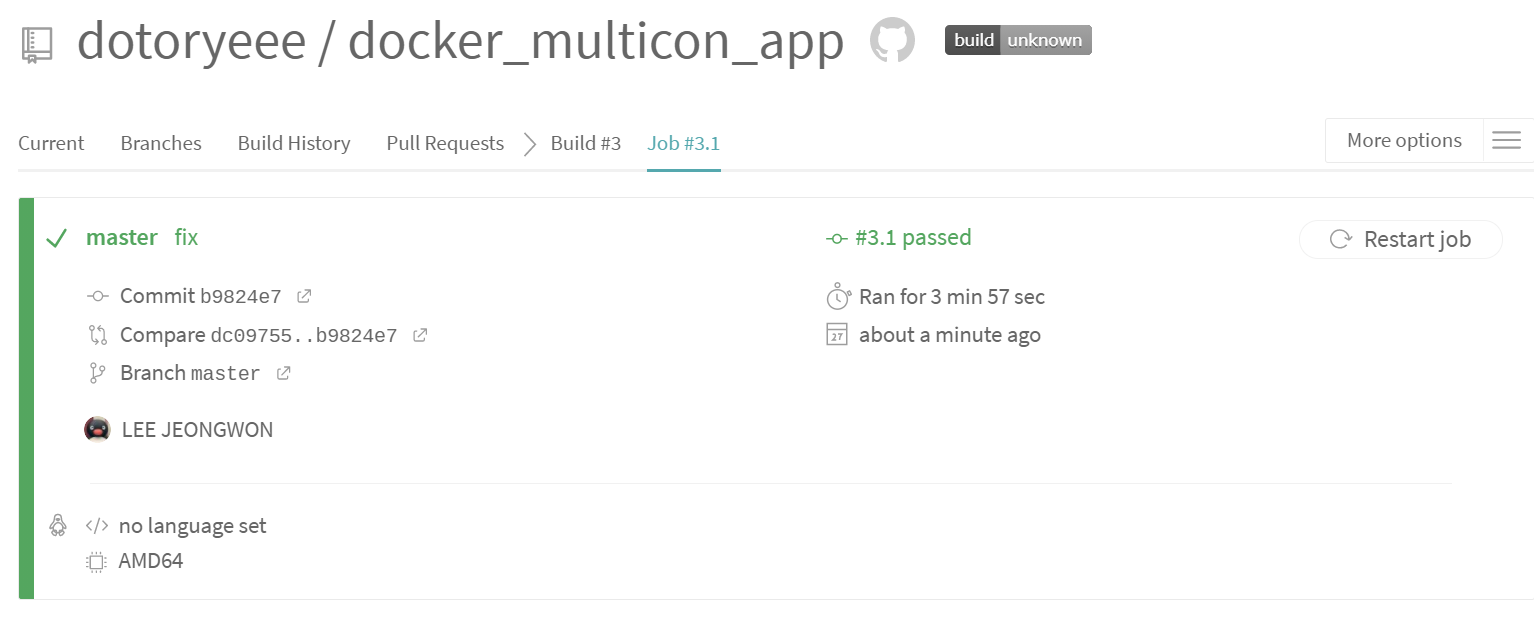 dotoryeee / docker_multicon_app build unknown
Current Branches Build History Pull Requests Build #3 Job #3.1 More options
master fix
#3.1 passed
Restart job
Commit b9824e7
Ran for 3 min 57 sec
Compare dc09755..b9824e7
27
about a minute ago
Branch master
LEE JEONGWON
</> no language set
AMD64